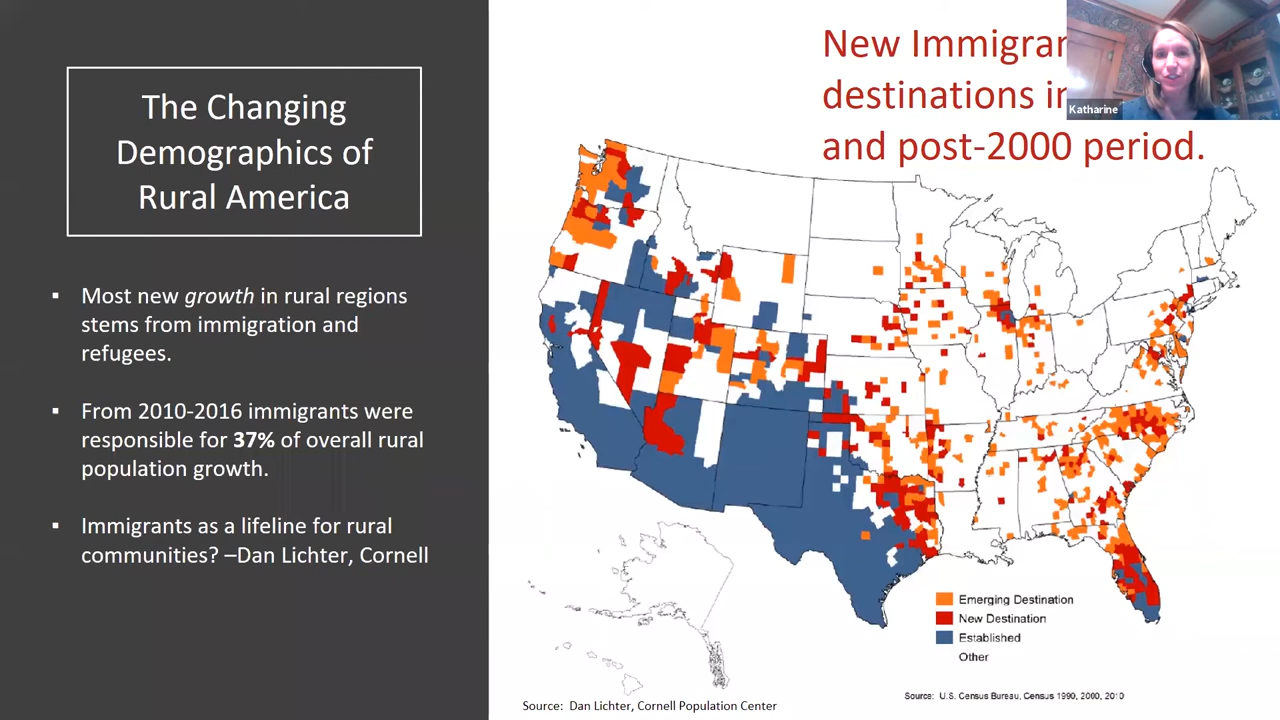 The Changing
Demographics of
Rural America
▪ Most new growth in rural regions
stems from immigration and
refugees.
▪ From 2010-2016 immigrants were
responsible for 37% of overall rural
population growth.
▪ Immigrants as a lifeline for rural
communities? –Dan Lichter, Cornell
New
destinations
and post-2000 period.
Katharine
Emerging Destination
New Destination
Established
Other
Source: U.S. Census Bureau, Census 1990, 2000, 2010
Source: Dan Lichter, Cornell Population Center